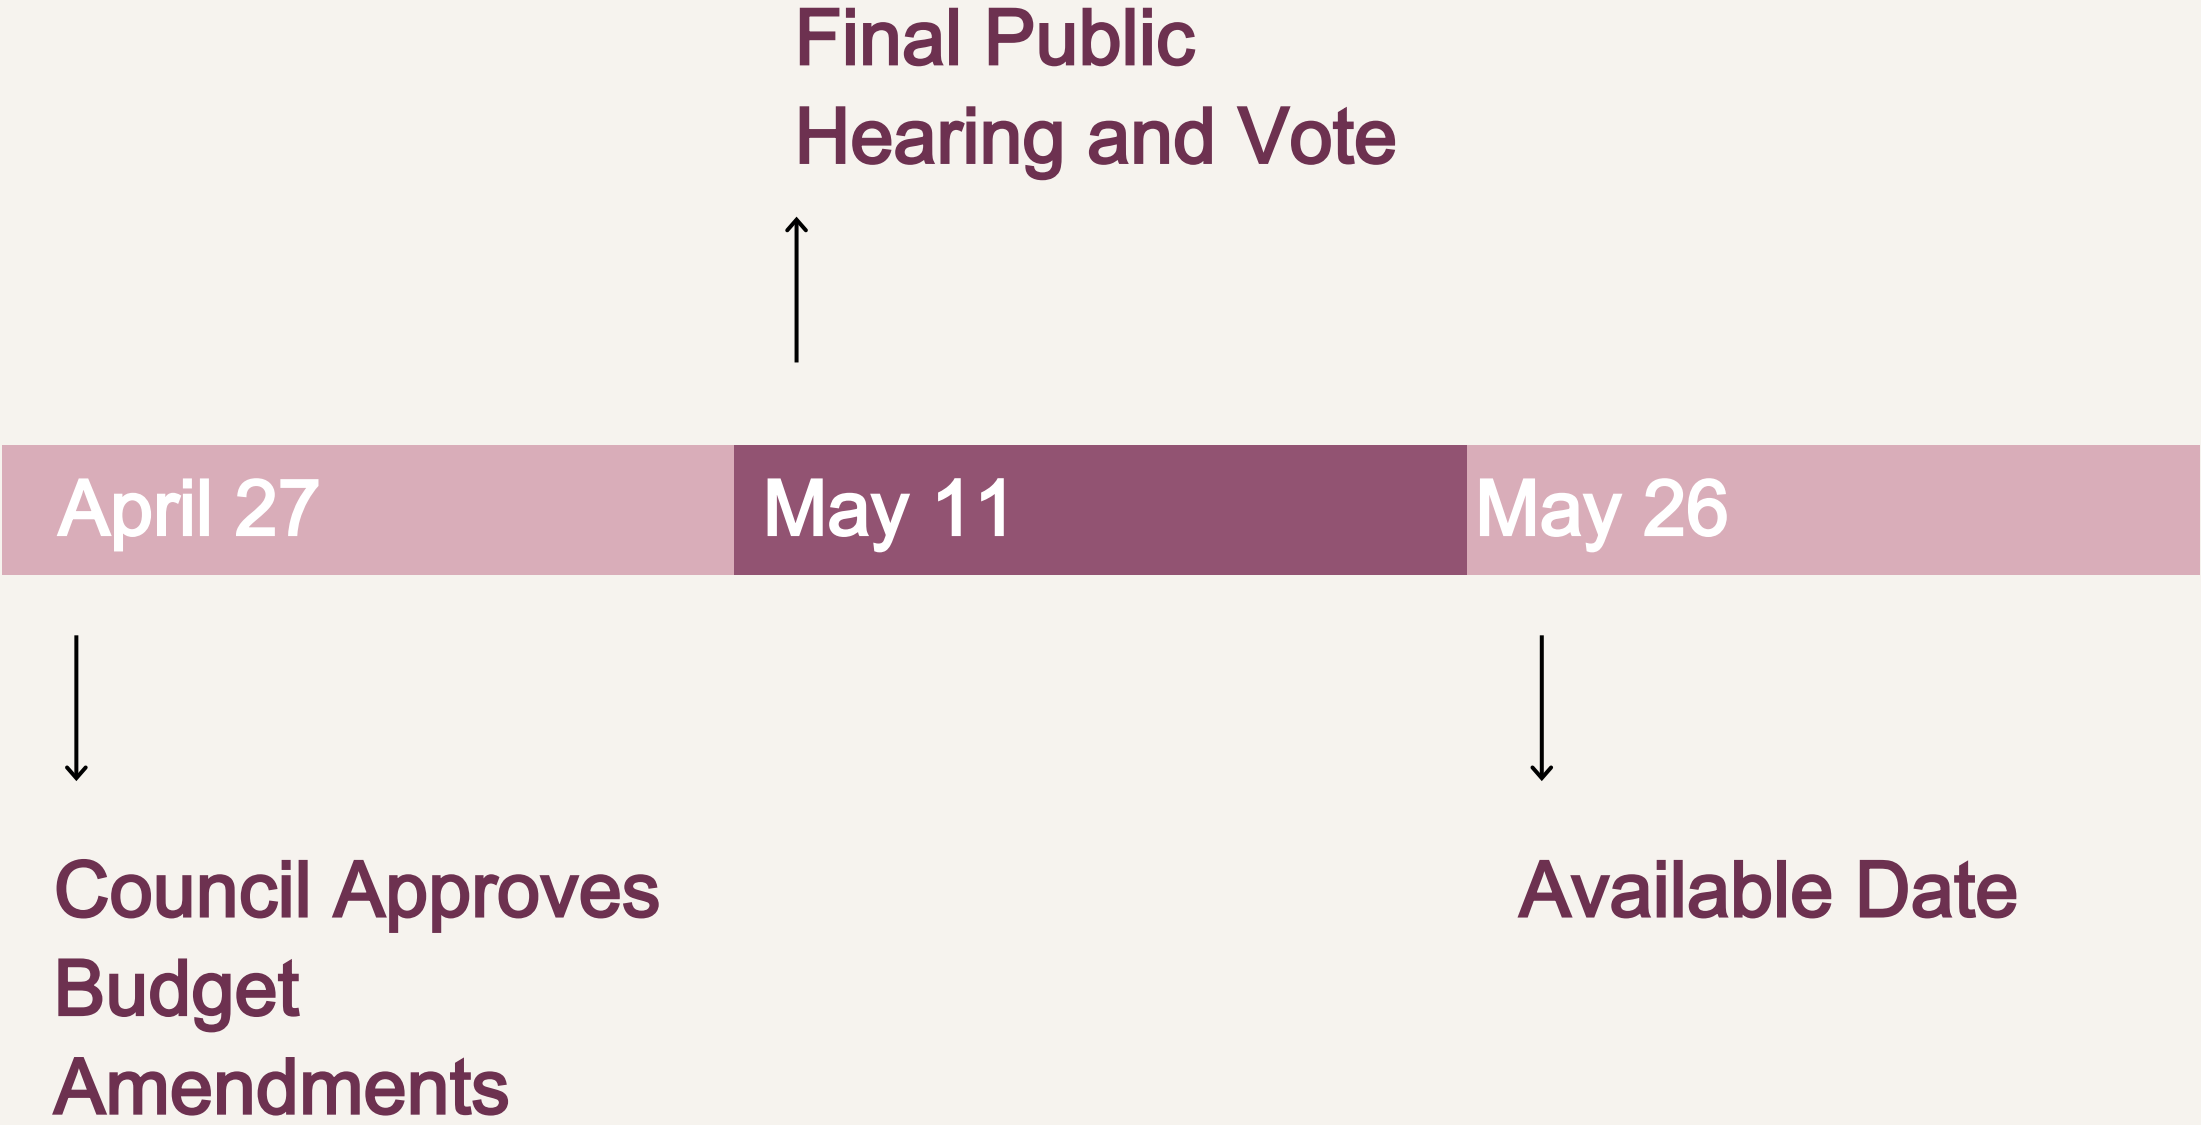 Final Public
Hearing and Vote
April 27
May 11
May 26
Council Approves
Budget
Amendments
Available Date